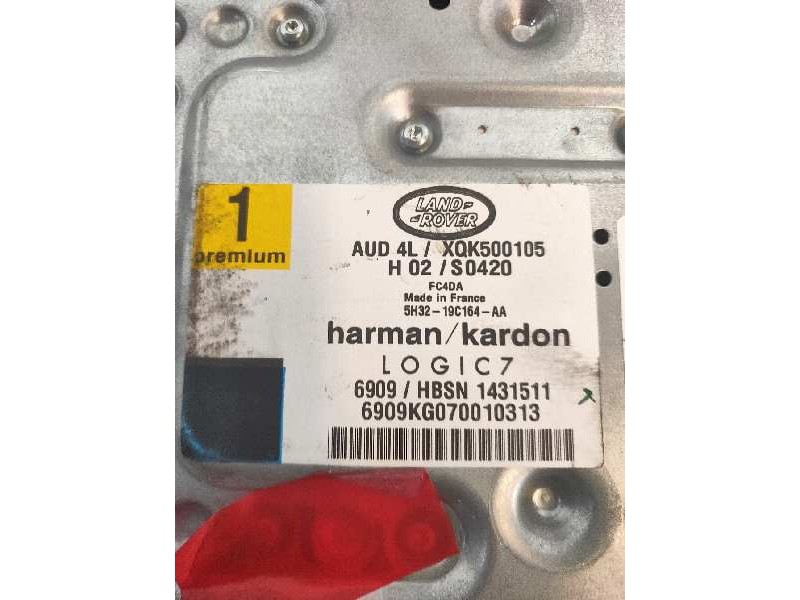 1
premium
LAND-
-ROVER
AUD 4L / XQK500105
H 02 / S0420
FC4DA
Made in France
5H32-19C164-AA
harman/kardon
LOGIC7
6909 / HBSN 1431511
6909KG070010313